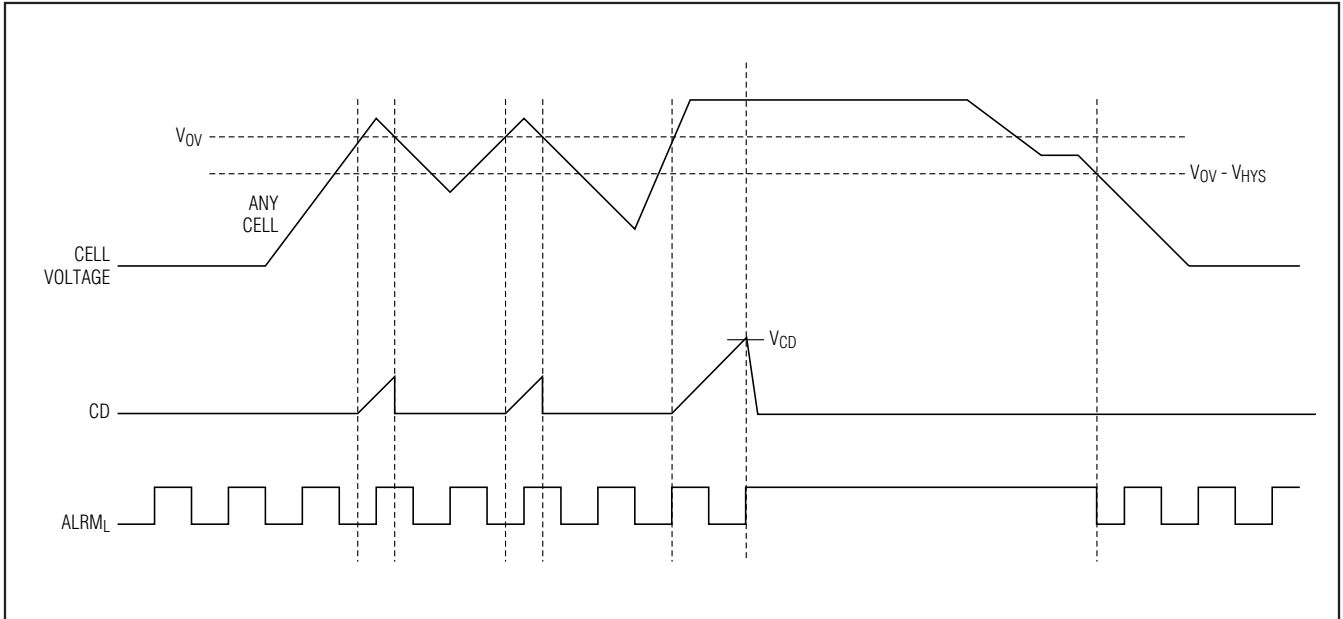 V_OV
V_OV - V_HYS
ANY
CELL
CELL
VOLTAGE
V_CD
CD
ALRM_L